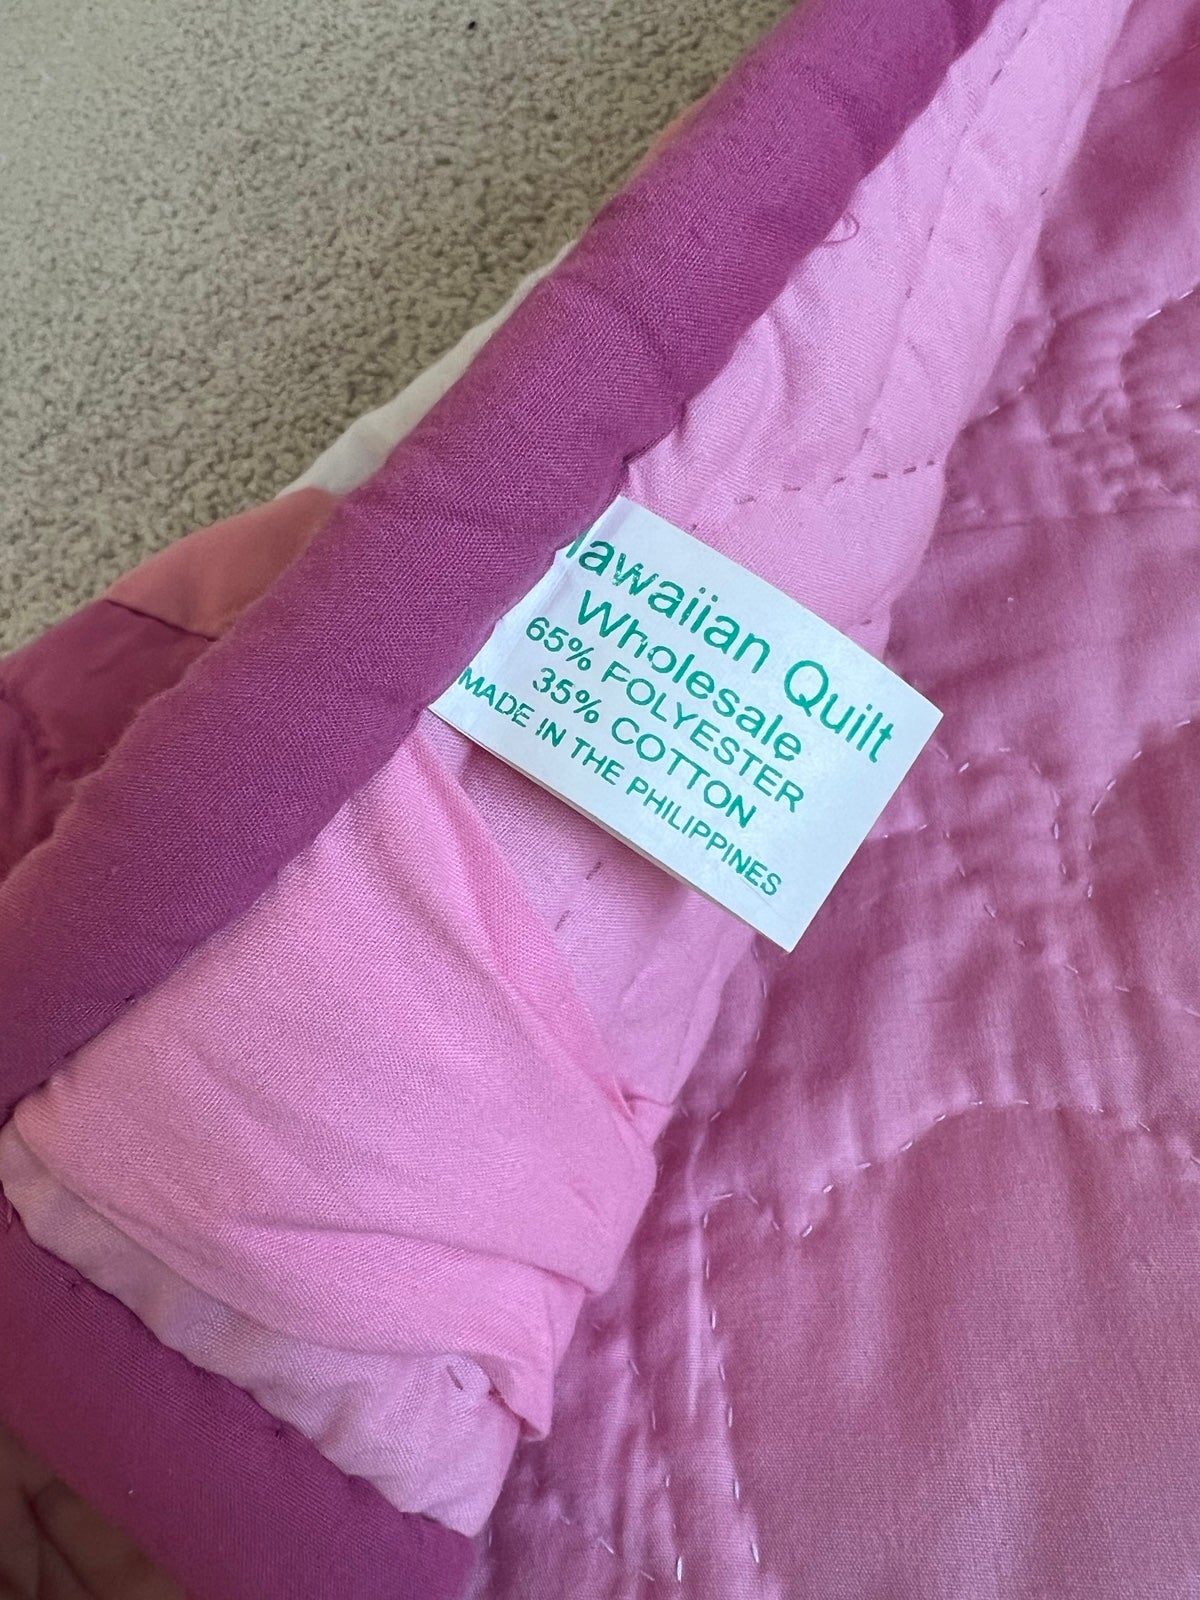 Hawaiian Quilt
Wholesale
65% FOLYESTER
35% COTTON
MADE IN THE PHILIPPINES